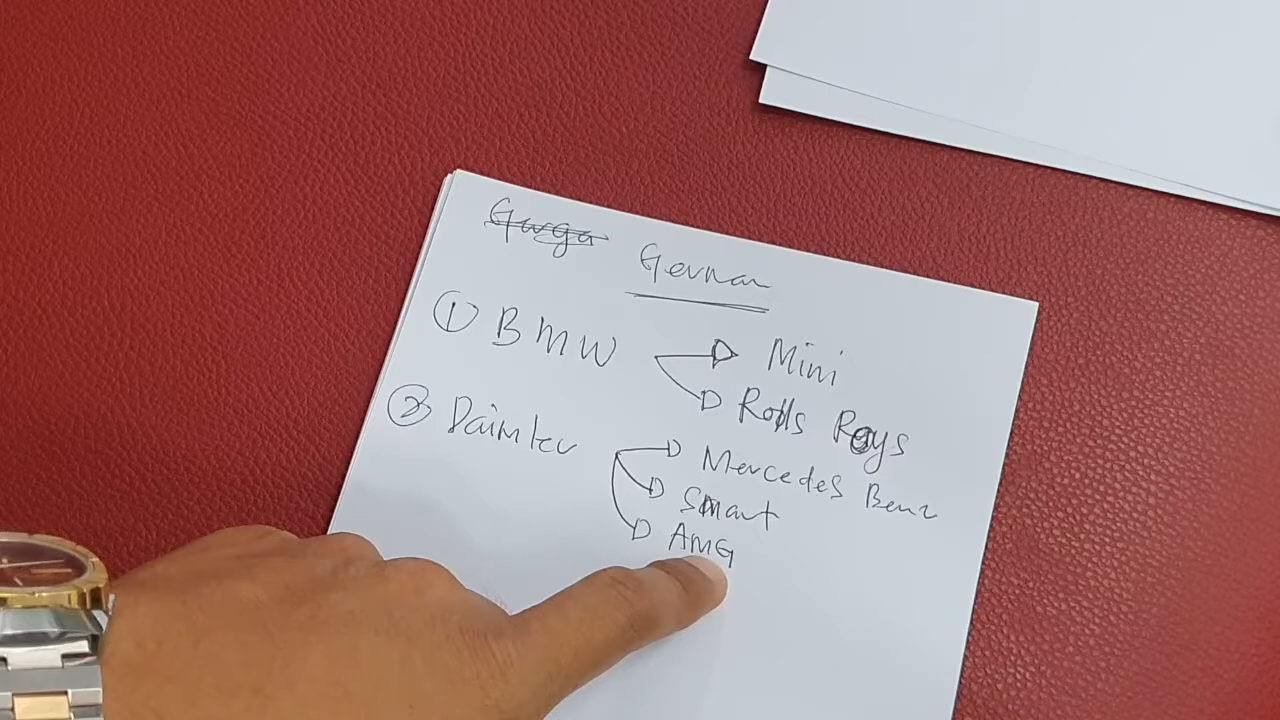 German
① BMW → Mini
→ Rolls Roys
② Daimler → Mercedes Benz
→ Smart
→ AMG